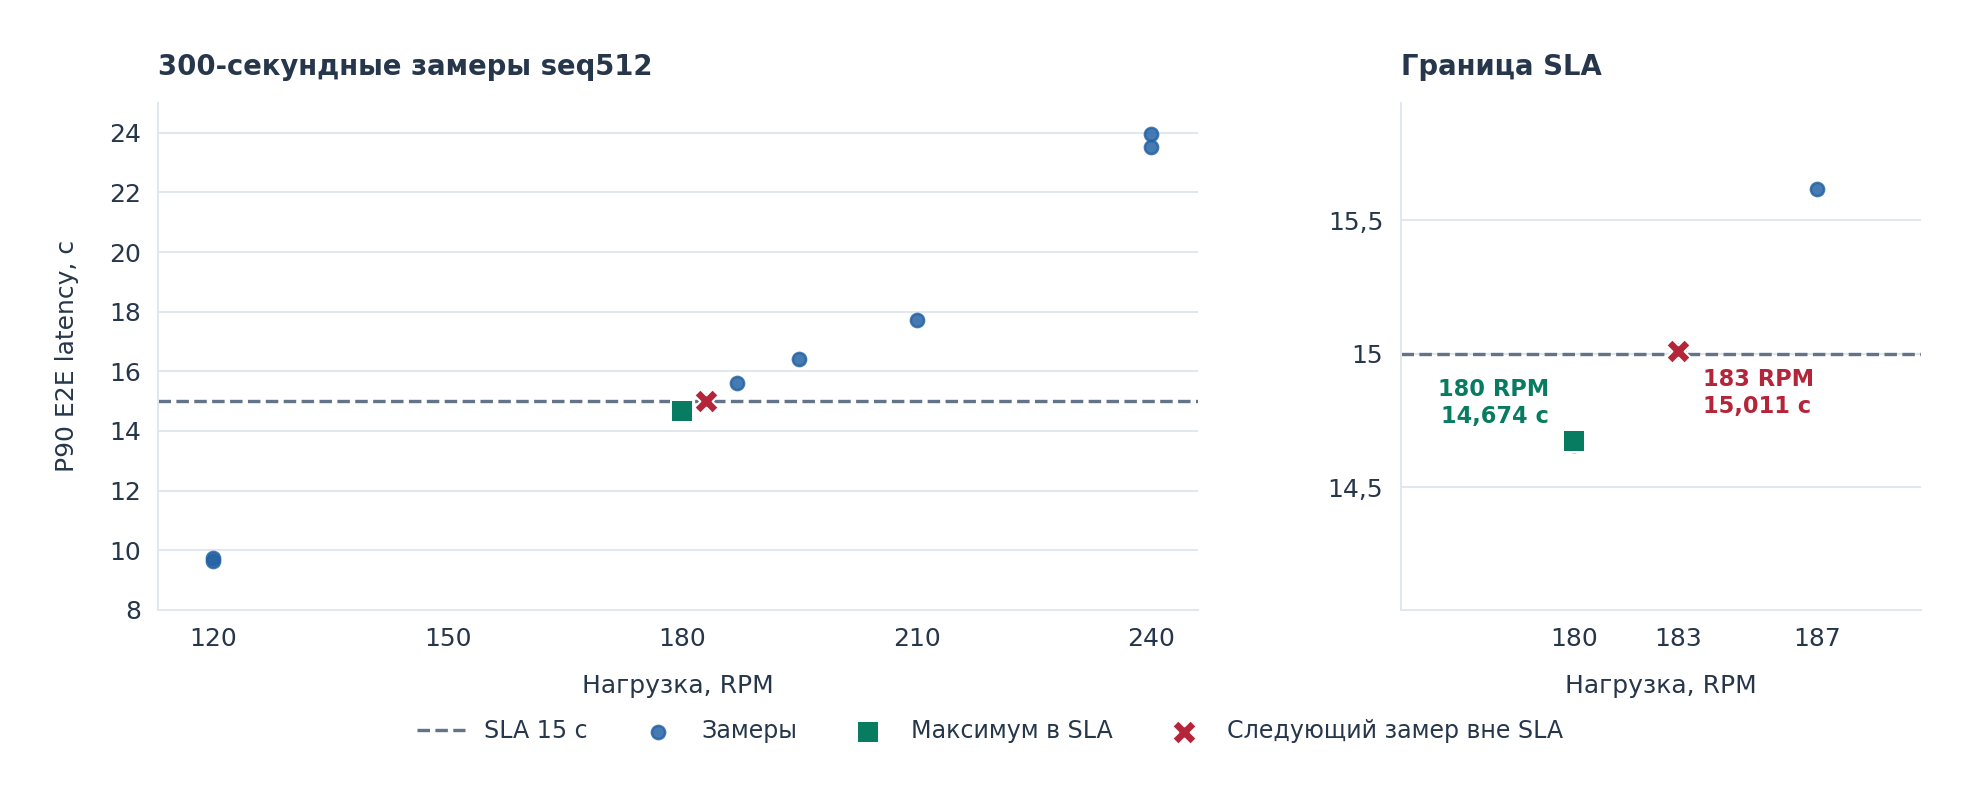 300-секундные замеры seq512
P90 E2E latency, с
24
22
20
18
16
14
12
10
8
120
150
180
210
240
Нагрузка, RPM
Граница SLA
15,5
15
14,5
180 RPM
14,674 с
183 RPM
15,011 с
180
183
187
Нагрузка, RPM
SLA 15 с
Замеры
Максимум в SLA
Следующий замер вне SLA